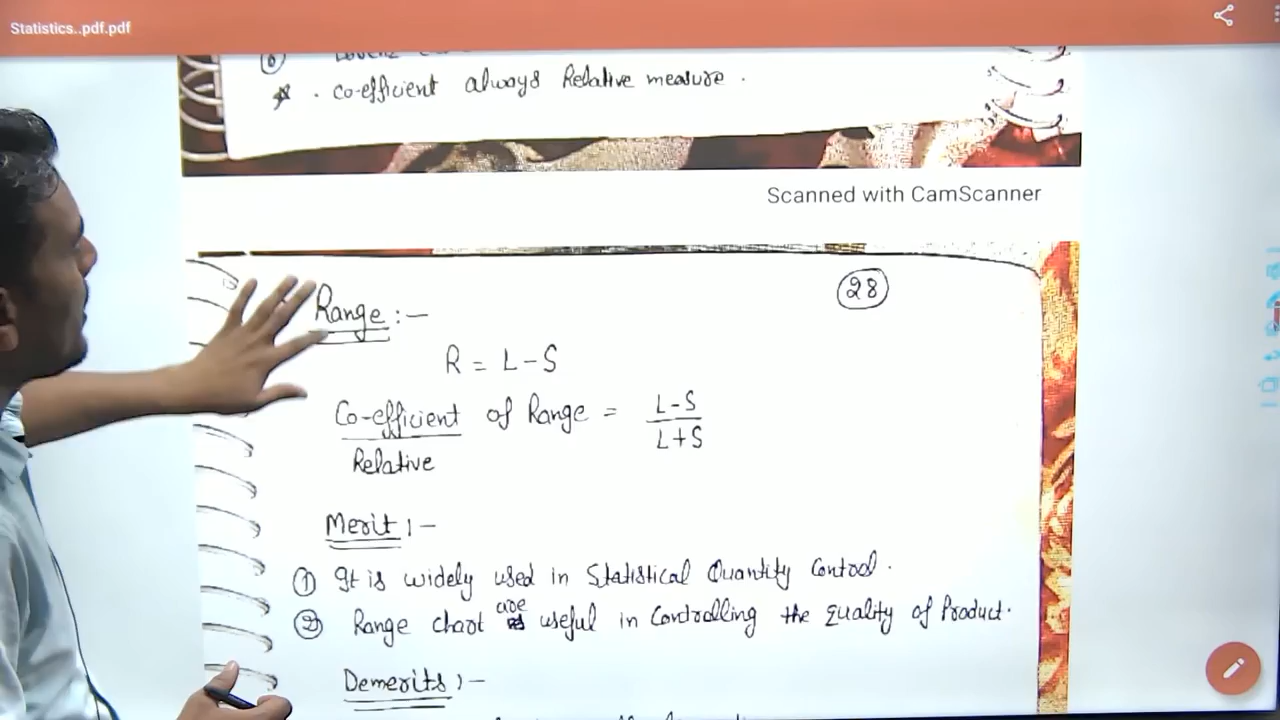 Statistics..pdf.pdf
☆ . co-efficient always Relative measure .
Scanned with CamScanner
28
Range :-
R = L - S
Co-efficient of Range = L-S / L+S
Relative
Merit :-
① It is widely used in Statistical Quantity Control .
② Range chart are useful in Controlling the quality of Product .
Demerits :-